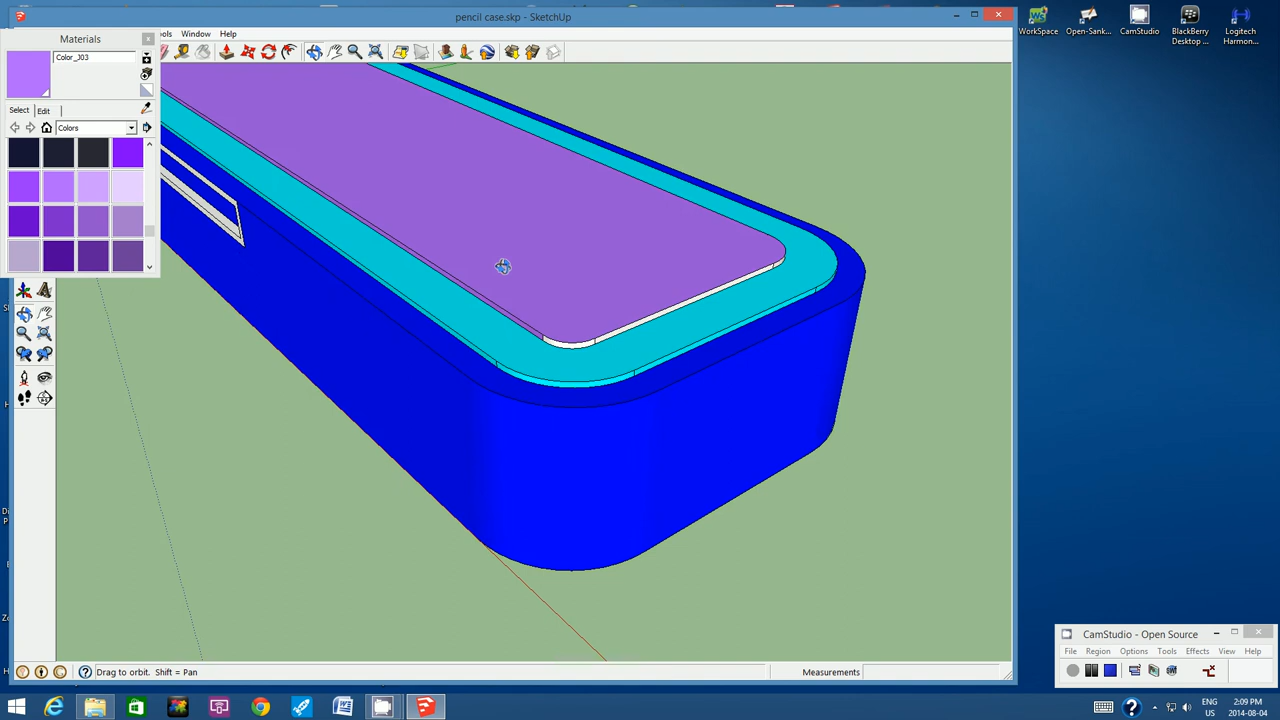 pencil case.skp - SketchUp
Materials
Window
Help
Color_J03
Select
Edit
Colors
WorkSpace
Open-Sank...
CamStudio
BlackBerry
Desktop ...
Logitech
Harmon...
CamStudio - Open Source
File
Region
Options
Tools
Effects
View
Help
Drag to orbit. Shift = Pan
Measurements
ENG
US
2:09 PM
2014-08-04